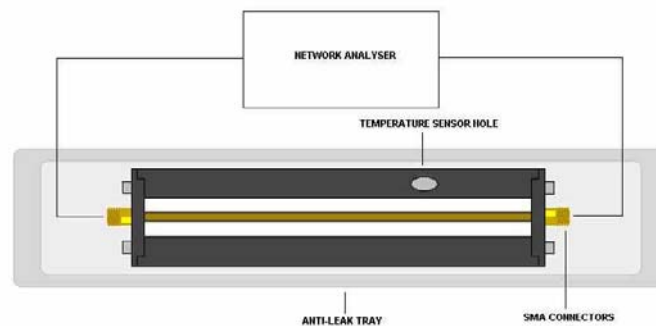 NETWORK ANALYSER
TEMPERATURE SENSOR HOLE
ANTI-LEAK TRAY
SMA CONNECTORS